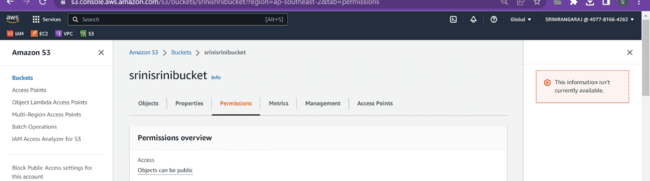 s3.console.aws.amazon.com/s3/buckets/srinisrinibucket?region=ap-southeast-2&tab=permissions
aws
Services
Search
[Alt+S]
Global
SRINIRANGARAJ @ 4077-8166-4262
IAM
EC2
VPC
S3
Amazon S3
Buckets
Access Points
Object Lambda Access Points
Multi-Region Access Points
Batch Operations
IAM Access Analyzer for S3
Block Public Access settings for
this account
Amazon S3 > Buckets > srinisrinibucket
srinisrinibucket Info
Objects Properties Permissions Metrics Management Access Points
Permissions overview
Access
Objects can be public
This information isn't
currently available.